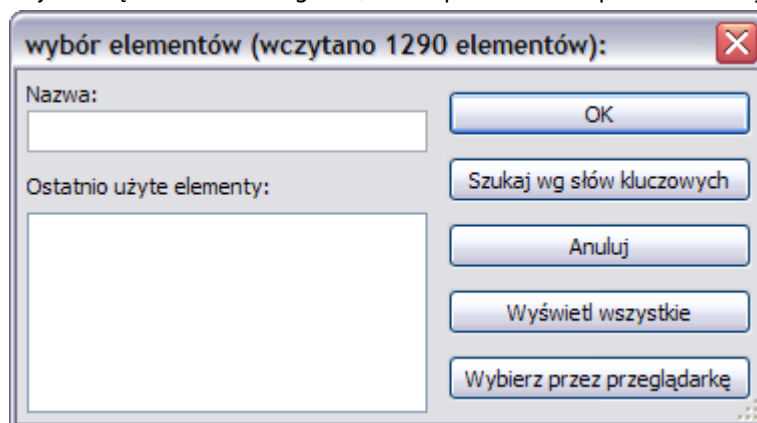 wybór elementów (wczytano 1290 elementów):
Nazwa:
OK
Szukaj wg słów kluczowych
Ostatnio użyte elementy:
Anuluj
Wyświetl wszystkie
Wybierz przez przeglądarkę